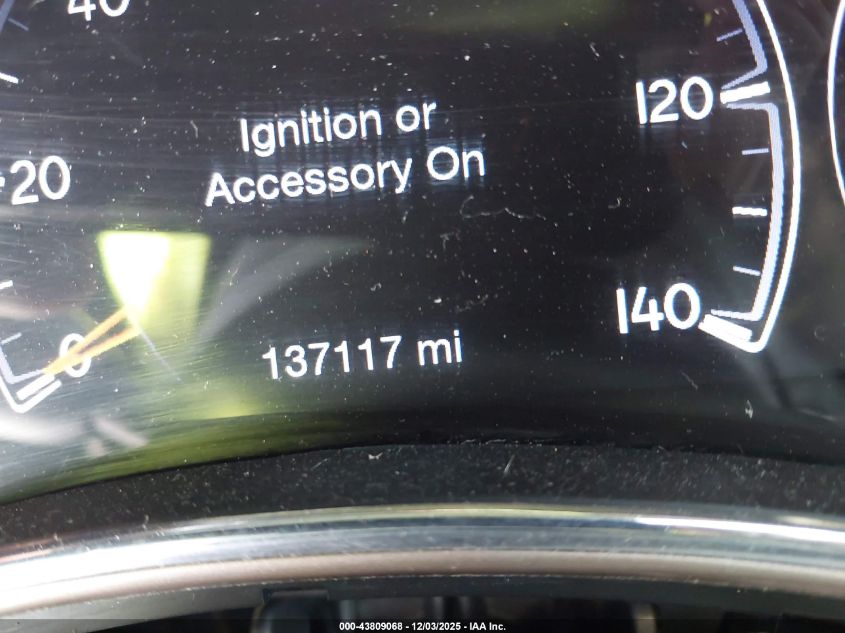 40
120
Ignition or
Accessory On
20
140
0
137117 mi
000-43809068 - 12/03/2025 - IAA Inc.